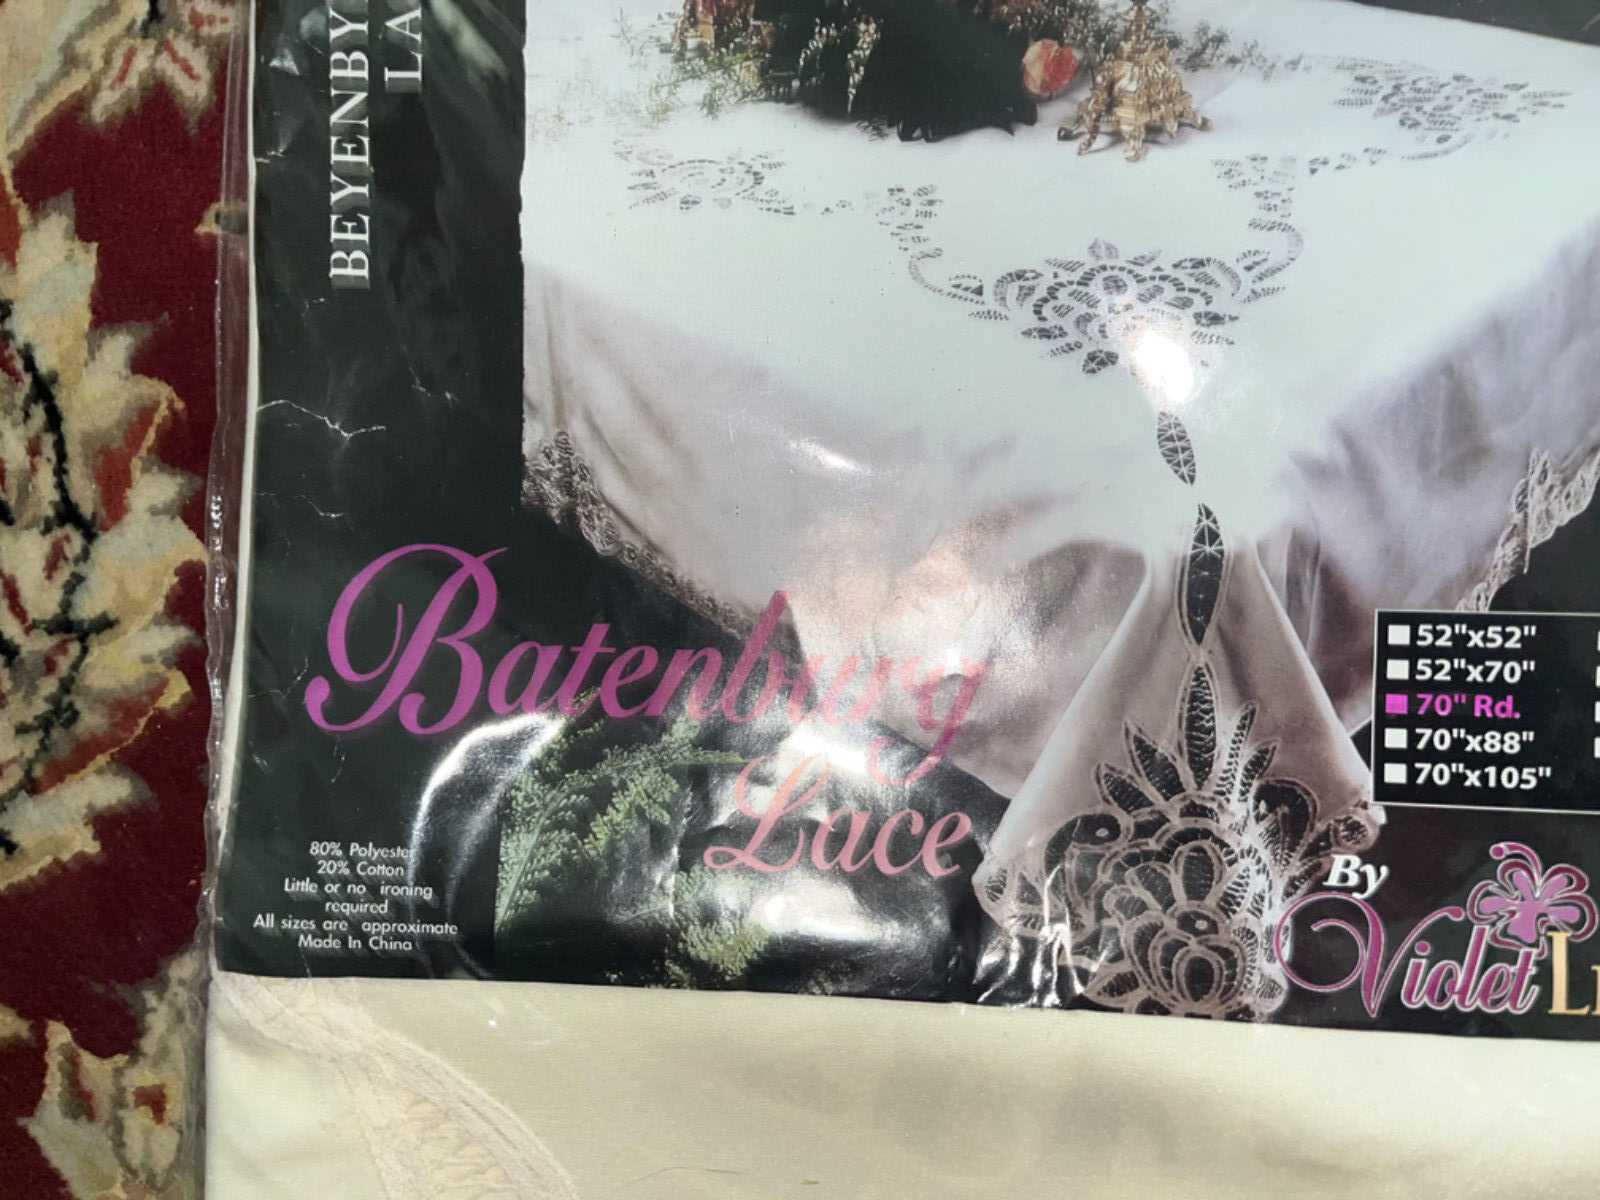 BEYENBY
LA
Batenburg
Lace
80% Polyester
20% Cotton
Little or no ironing
required
All sizes are approximate
Made In China
52"x52"
52"x70"
70" Rd.
70"x88"
70"x105"
By
Violet